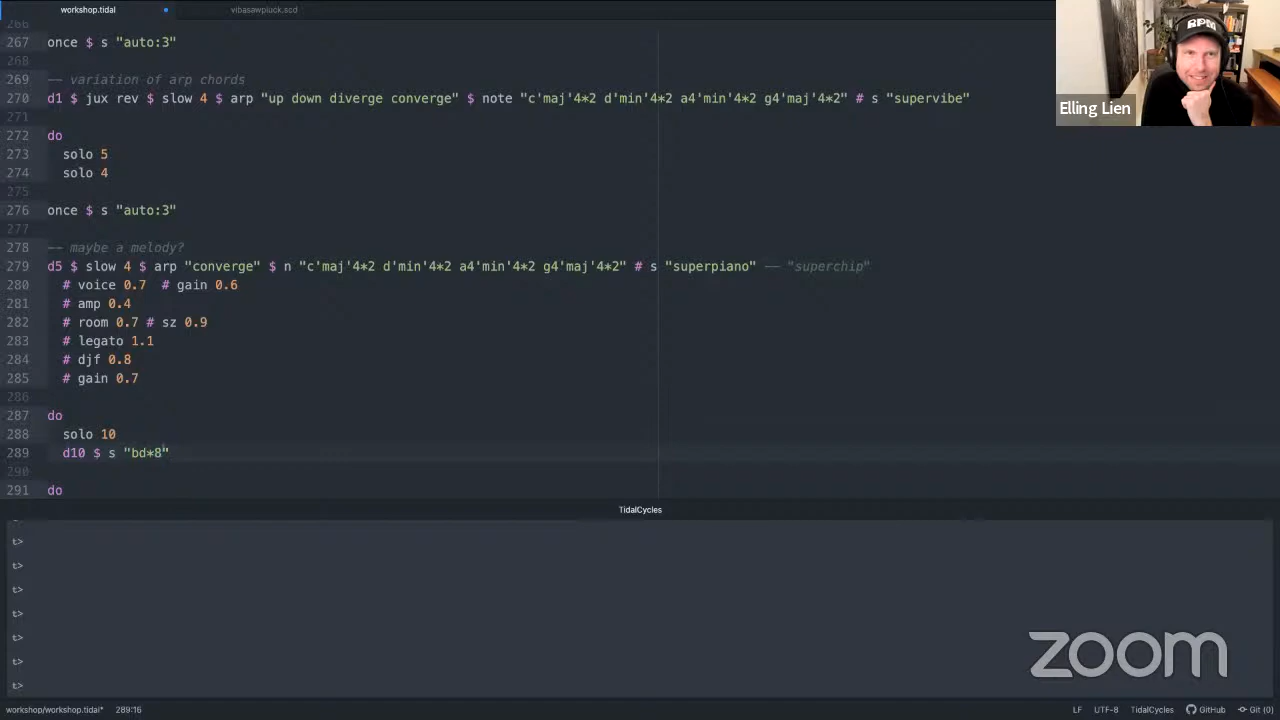 workshop.tidal
vibasawpluck.scd
266
267 once $ s "auto:3"
268
269 -- variation of arp chords
270 d1 $ jux rev $ slow 4 $ arp "up down diverge converge" $ note "c'maj'4*2 d'min'4*2 a4'min'4*2 g4'maj'4*2" # s "supervibe"
271
272 do
273 solo 5
274 solo 4
275
276 once $ s "auto:3"
277
278 -- maybe a melody?
279 d5 $ slow 4 $ arp "converge" $ n "c'maj'4*2 d'min'4*2 a4'min'4*2 g4'maj'4*2" # s "superpiano" -- "superchip"
280 # voice 0.7 # gain 0.6
281 # amp 0.4
282 # room 0.7 # sz 0.9
283 # legato 1.1
284 # djf 0.8
285 # gain 0.7
286
287 do
288 solo 10
289 d10 $ s "bd*8"
290
291 do
TidalCycles
t>
t>
t>
t>
t>
t>
t>
workshop/workshop.tidal* 289:16
LF UTF-8 TidalCycles GitHub Git (0)
RPM
Elling Lien
zoom